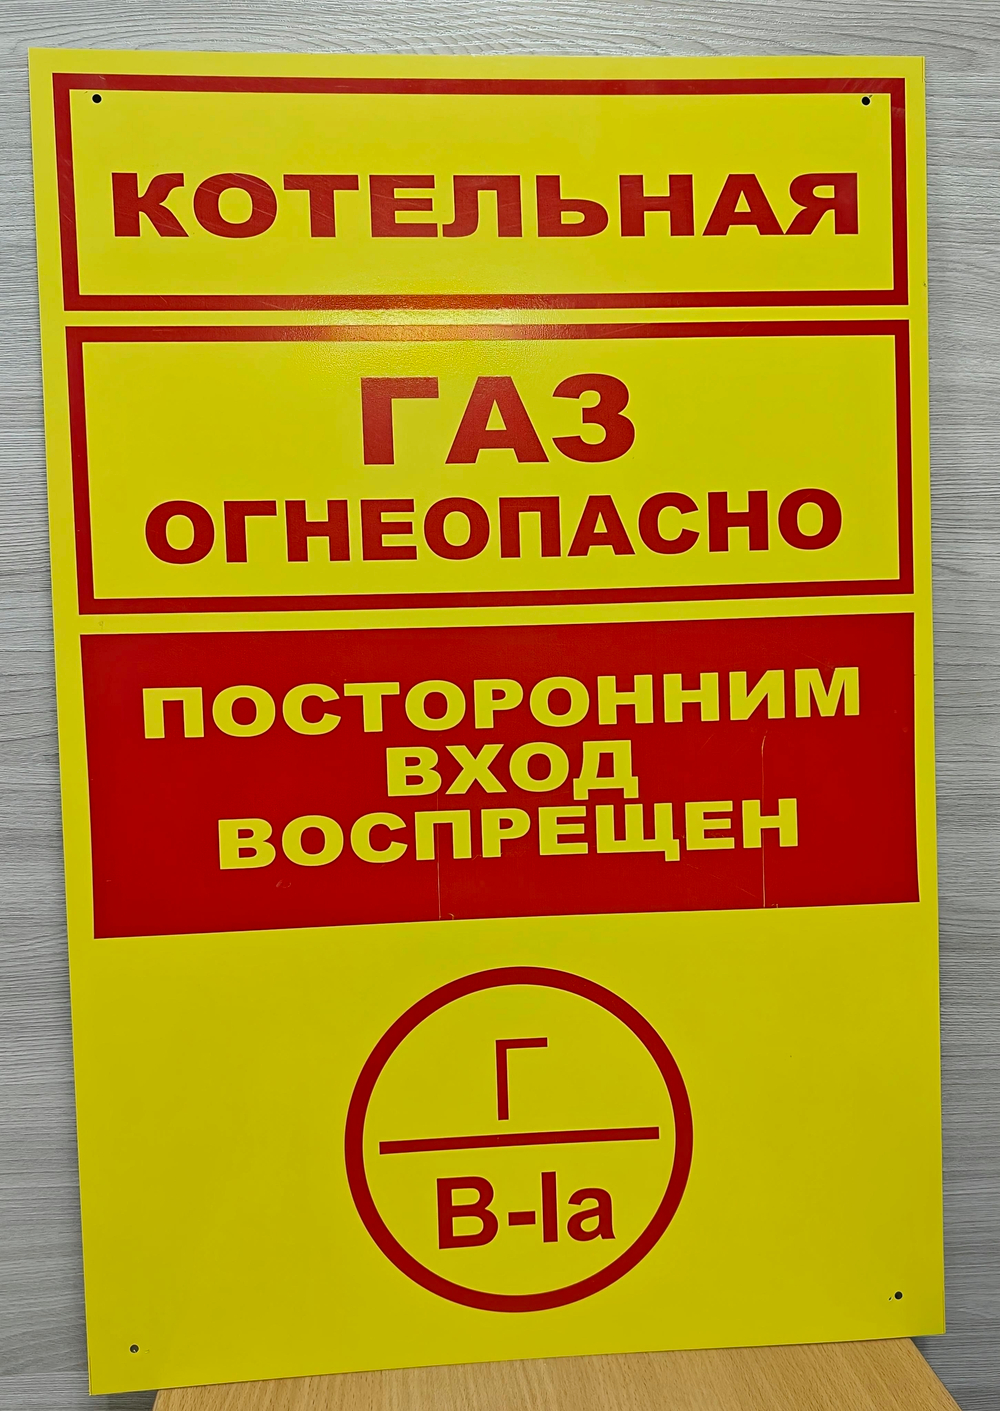 КОТЕЛЬНАЯ
ГАЗ
ОГНЕОПАСНО
ПОСТОРОННИМ
ВХОД
ВОСПРЕЩЕН
Г
В-Iа